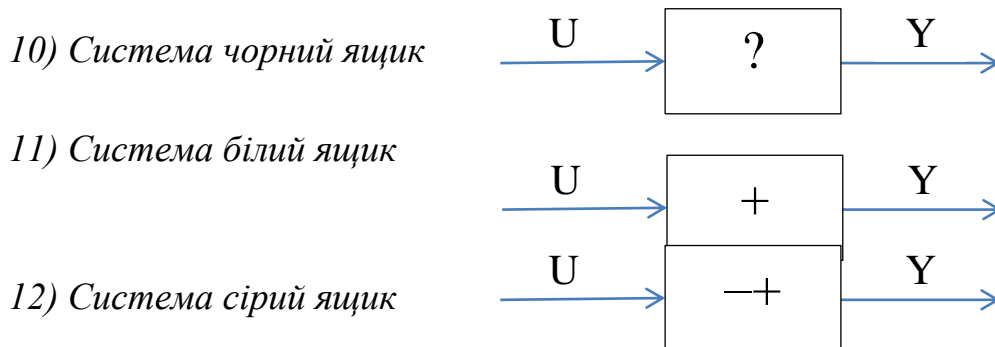 10) Система чорний ящик U ? Y
11) Система білий ящик U + Y
12) Система сірий ящик U –+ Y